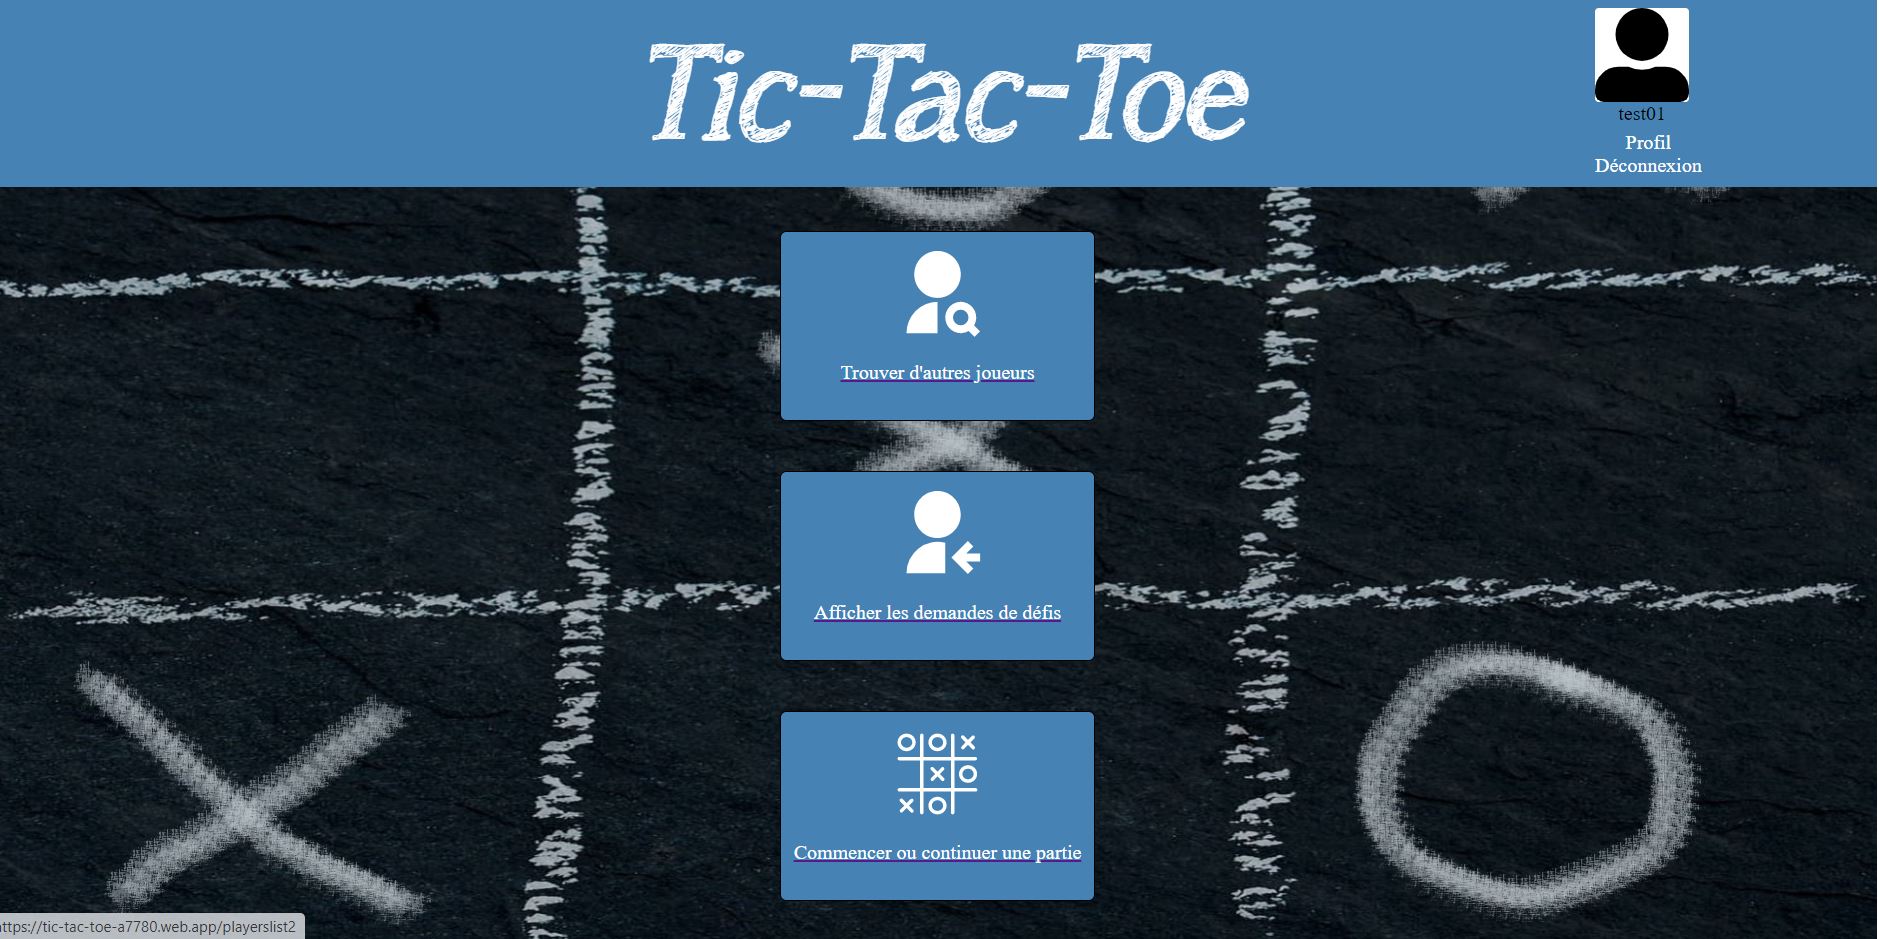 Tic-Tac-Toe
test01
Profil
Déconnexion
Trouver d'autres joueurs
Afficher les demandes de défis
Commencer ou continuer une partie
ttps://tic-tac-toe-a7780.web.app/playerslist2